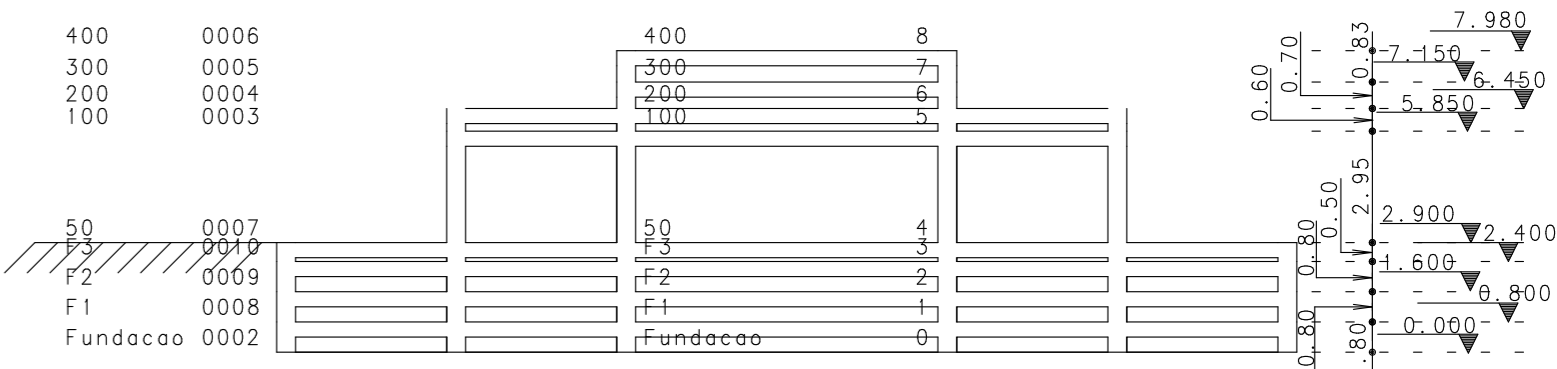 400 0006 400 8 0.83 7.980
300 0005 300 7 0.70 7.150
200 0004 200 6 0.60 6.450
100 0003 100 5 5.850
2.95
50 0007 50 4 0.50 2.900
F3 0010 F3 3 0.80 2.400
F2 0009 F2 2 1.600
F1 0008 F1 1 0.800
Fundacao 0002 Fundacao 0 0.80 .80 0.000